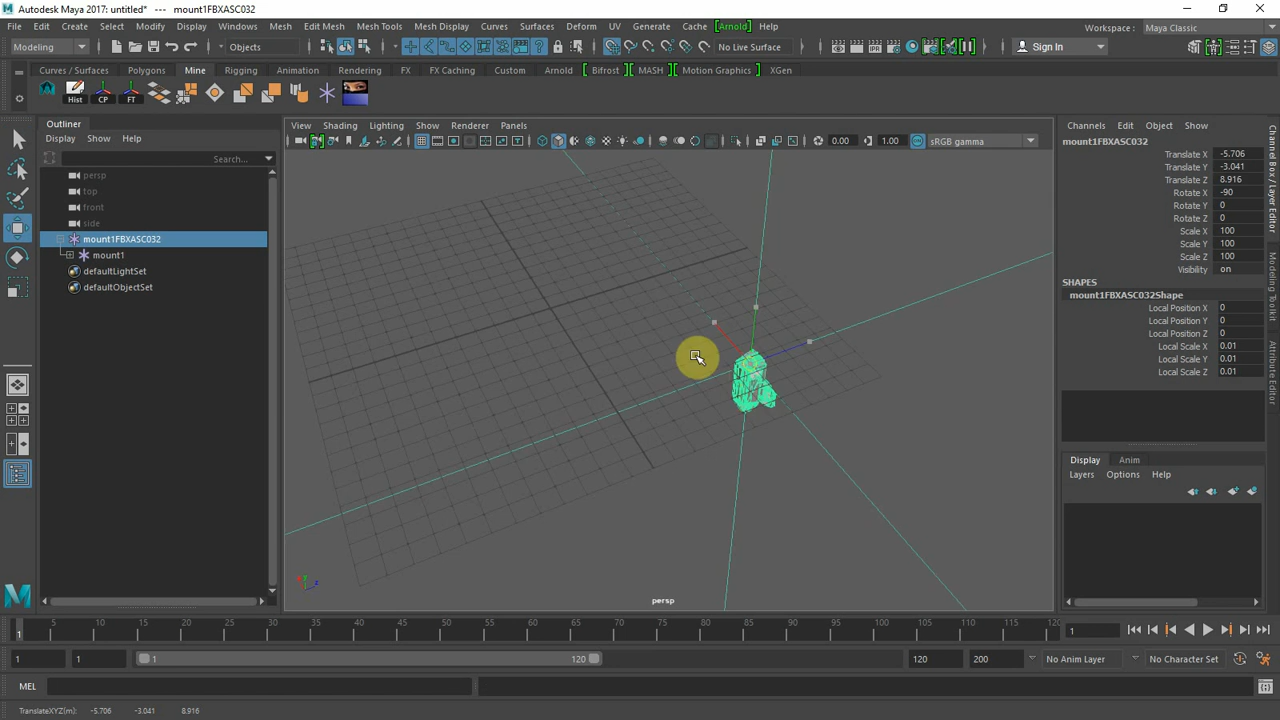 Autodesk Maya 2017: untitled* --- mount1FBXASC032
File Edit Create Select Modify Display Windows Mesh Edit Mesh Mesh Tools Mesh Display Curves Surfaces Deform UV Generate Cache [Arnold] Help
Workspace : Maya Classic
Modeling Objects No Live Surface Sign In
Curves / Surfaces Polygons Mine Rigging Animation Rendering FX FX Caching Custom Arnold Bifrost MASH Motion Graphics XGen
Hist CP FT
Outliner
Display Show Help
Search...
persp
top
front
side
mount1FBXASC032
mount1
defaultLightSet
defaultObjectSet
View Shading Lighting Show Renderer Panels
0.00 1.00 sRGB gamma
persp
Channels Edit Object Show
mount1FBXASC032
Translate X -5.706
Translate Y -3.041
Translate Z 8.916
Rotate X -90
Rotate Y 0
Rotate Z 0
Scale X 100
Scale Y 100
Scale Z 100
Visibility on
SHAPES
mount1FBXASC032Shape
Local Position X 0
Local Position Y 0
Local Position Z 0
Local Scale X 0.01
Local Scale Y 0.01
Local Scale Z 0.01
Display Anim
Layers Options Help
Channel Box / Layer Editor
Modeling Toolkit
Attribute Editor
1 5 10 15 20 25 30 35 40 45 50 55 60 65 70 75 80 85 90 95 100 105 110 115 120
1
1 1 1 120 120 200 No Anim Layer No Character Set
MEL
TranslateXYZ(m): -5.706 -3.041 8.916